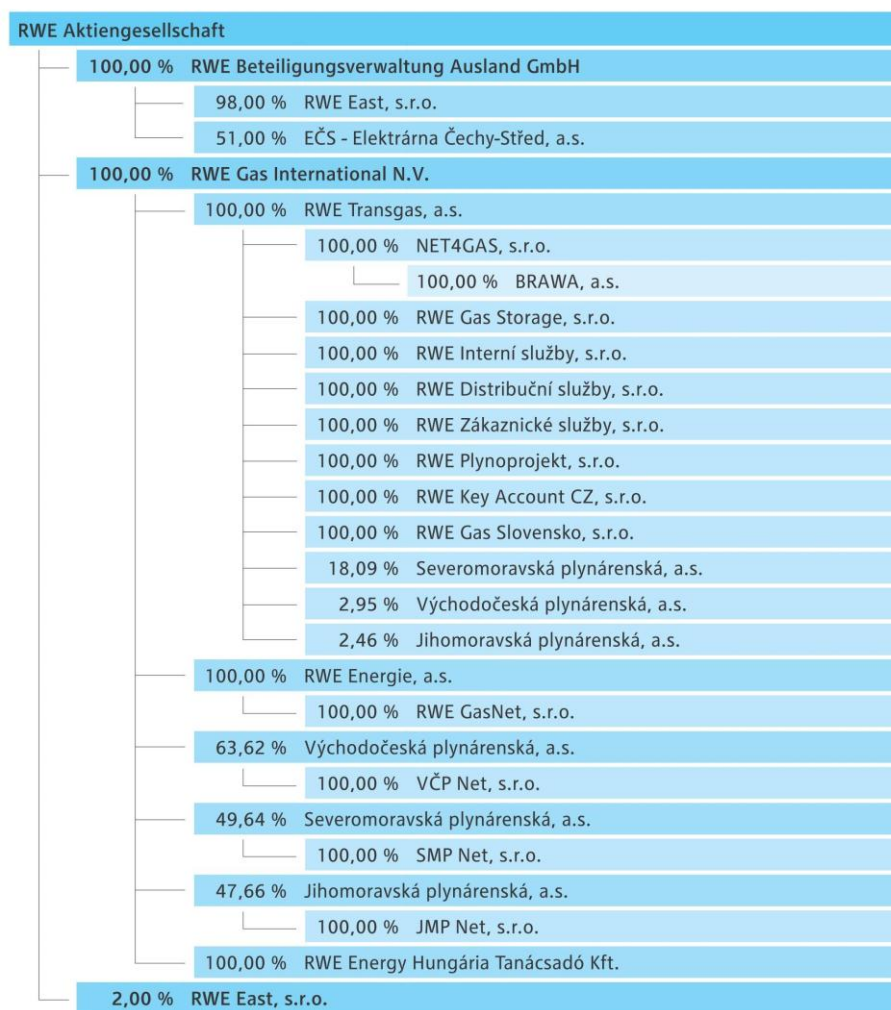 RWE Aktiengesellschaft
100,00 % RWE Beteiligungsverwaltung Ausland GmbH
98,00 % RWE East, s.r.o.
51,00 % EČS - Elektrárna Čechy-Střed, a.s.
100,00 % RWE Gas International N.V.
100,00 % RWE Transgas, a.s.
100,00 % NET4GAS, s.r.o.
100,00 % BRAWA, a.s.
100,00 % RWE Gas Storage, s.r.o.
100,00 % RWE Interní služby, s.r.o.
100,00 % RWE Distribuční služby, s.r.o.
100,00 % RWE Zákaznické služby, s.r.o.
100,00 % RWE Plynoprojekt, s.r.o.
100,00 % RWE Key Account CZ, s.r.o.
100,00 % RWE Gas Slovensko, s.r.o.
18,09 % Severomoravská plynárenská, a.s.
2,95 % Východočeská plynárenská, a.s.
2,46 % Jihomoravská plynárenská, a.s.
100,00 % RWE Energie, a.s.
100,00 % RWE GasNet, s.r.o.
63,62 % Východočeská plynárenská, a.s.
100,00 % VČP Net, s.r.o.
49,64 % Severomoravská plynárenská, a.s.
100,00 % SMP Net, s.r.o.
47,66 % Jihomoravská plynárenská, a.s.
100,00 % JMP Net, s.r.o.
100,00 % RWE Energy Hungária Tanácsadó Kft.
2,00 % RWE East, s.r.o.